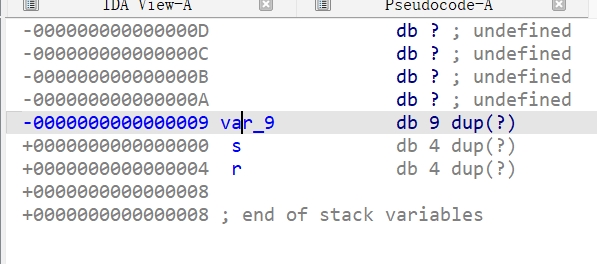 IDA View-A Pseudocode-A
-000000000000000D db ? ; undefined
-000000000000000C db ? ; undefined
-000000000000000B db ? ; undefined
-000000000000000A db ? ; undefined
-0000000000000009 var_9 db 9 dup(?)
+0000000000000000 s db 4 dup(?)
+0000000000000004 r db 4 dup(?)
+0000000000000008
+0000000000000008 ; end of stack variables